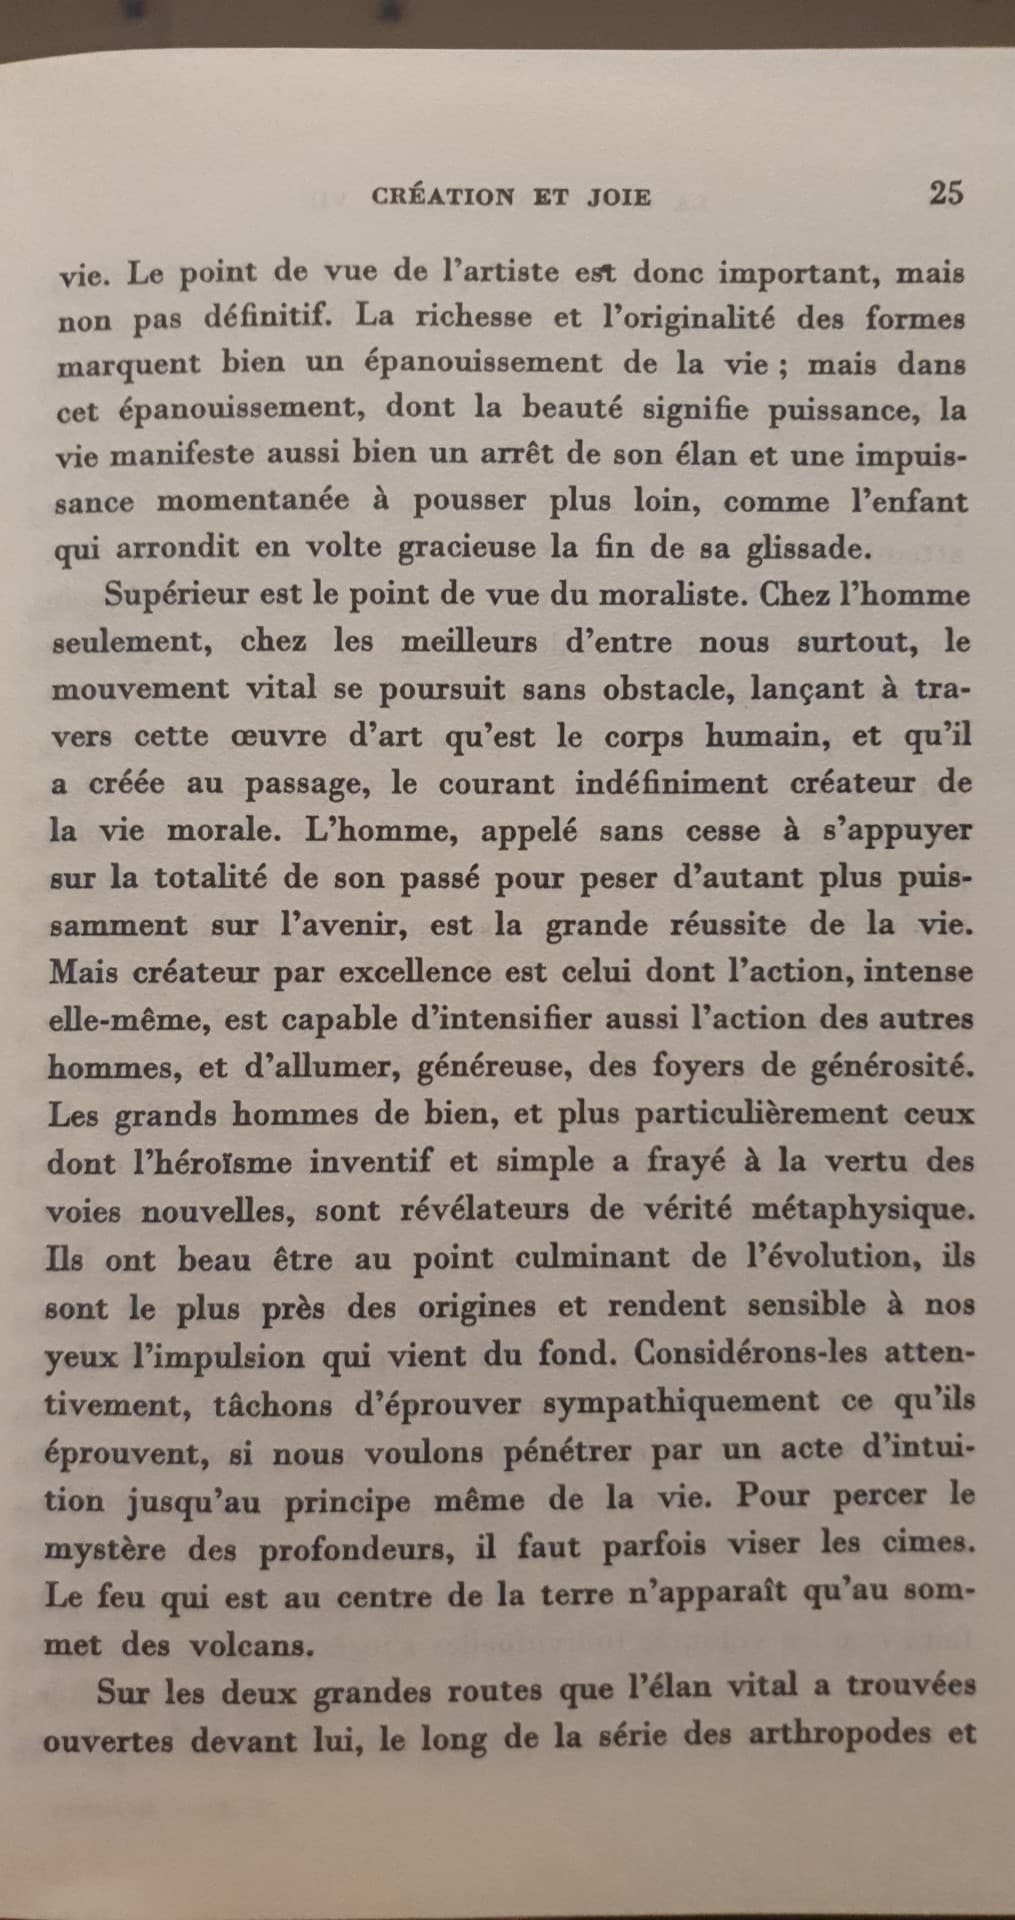 CRÉATION ET JOIE 25
vie. Le point de vue de l'artiste est donc important, mais
non pas définitif. La richesse et l'originalité des formes
marquent bien un épanouissement de la vie ; mais dans
cet épanouissement, dont la beauté signifie puissance, la
vie manifeste aussi bien un arrêt de son élan et une impuis-
sance momentanée à pousser plus loin, comme l'enfant
qui arrondit en volte gracieuse la fin de sa glissade.
Supérieur est le point de vue du moraliste. Chez l'homme
seulement, chez les meilleurs d'entre nous surtout, le
mouvement vital se poursuit sans obstacle, lançant à tra-
vers cette œuvre d'art qu'est le corps humain, et qu'il
a créée au passage, le courant indéfiniment créateur de
la vie morale. L'homme, appelé sans cesse à s'appuyer
sur la totalité de son passé pour peser d'autant plus puis-
samment sur l'avenir, est la grande réussite de la vie.
Mais créateur par excellence est celui dont l'action, intense
elle-même, est capable d'intensifier aussi l'action des autres
hommes, et d'allumer, généreuse, des foyers de générosité.
Les grands hommes de bien, et plus particulièrement ceux
dont l'héroïsme inventif et simple a frayé à la vertu des
voies nouvelles, sont révélateurs de vérité métaphysique.
Ils ont beau être au point culminant de l'évolution, ils
sont le plus près des origines et rendent sensible à nos
yeux l'impulsion qui vient du fond. Considérons-les atten-
tivement, tâchons d'éprouver sympathiquement ce qu'ils
éprouvent, si nous voulons pénétrer par un acte d'intui-
tion jusqu'au principe même de la vie. Pour percer le
mystère des profondeurs, il faut parfois viser les cimes.
Le feu qui est au centre de la terre n'apparaît qu'au som-
met des volcans.
Sur les deux grandes routes que l'élan vital a trouvées
ouvertes devant lui, le long de la série des arthropodes et